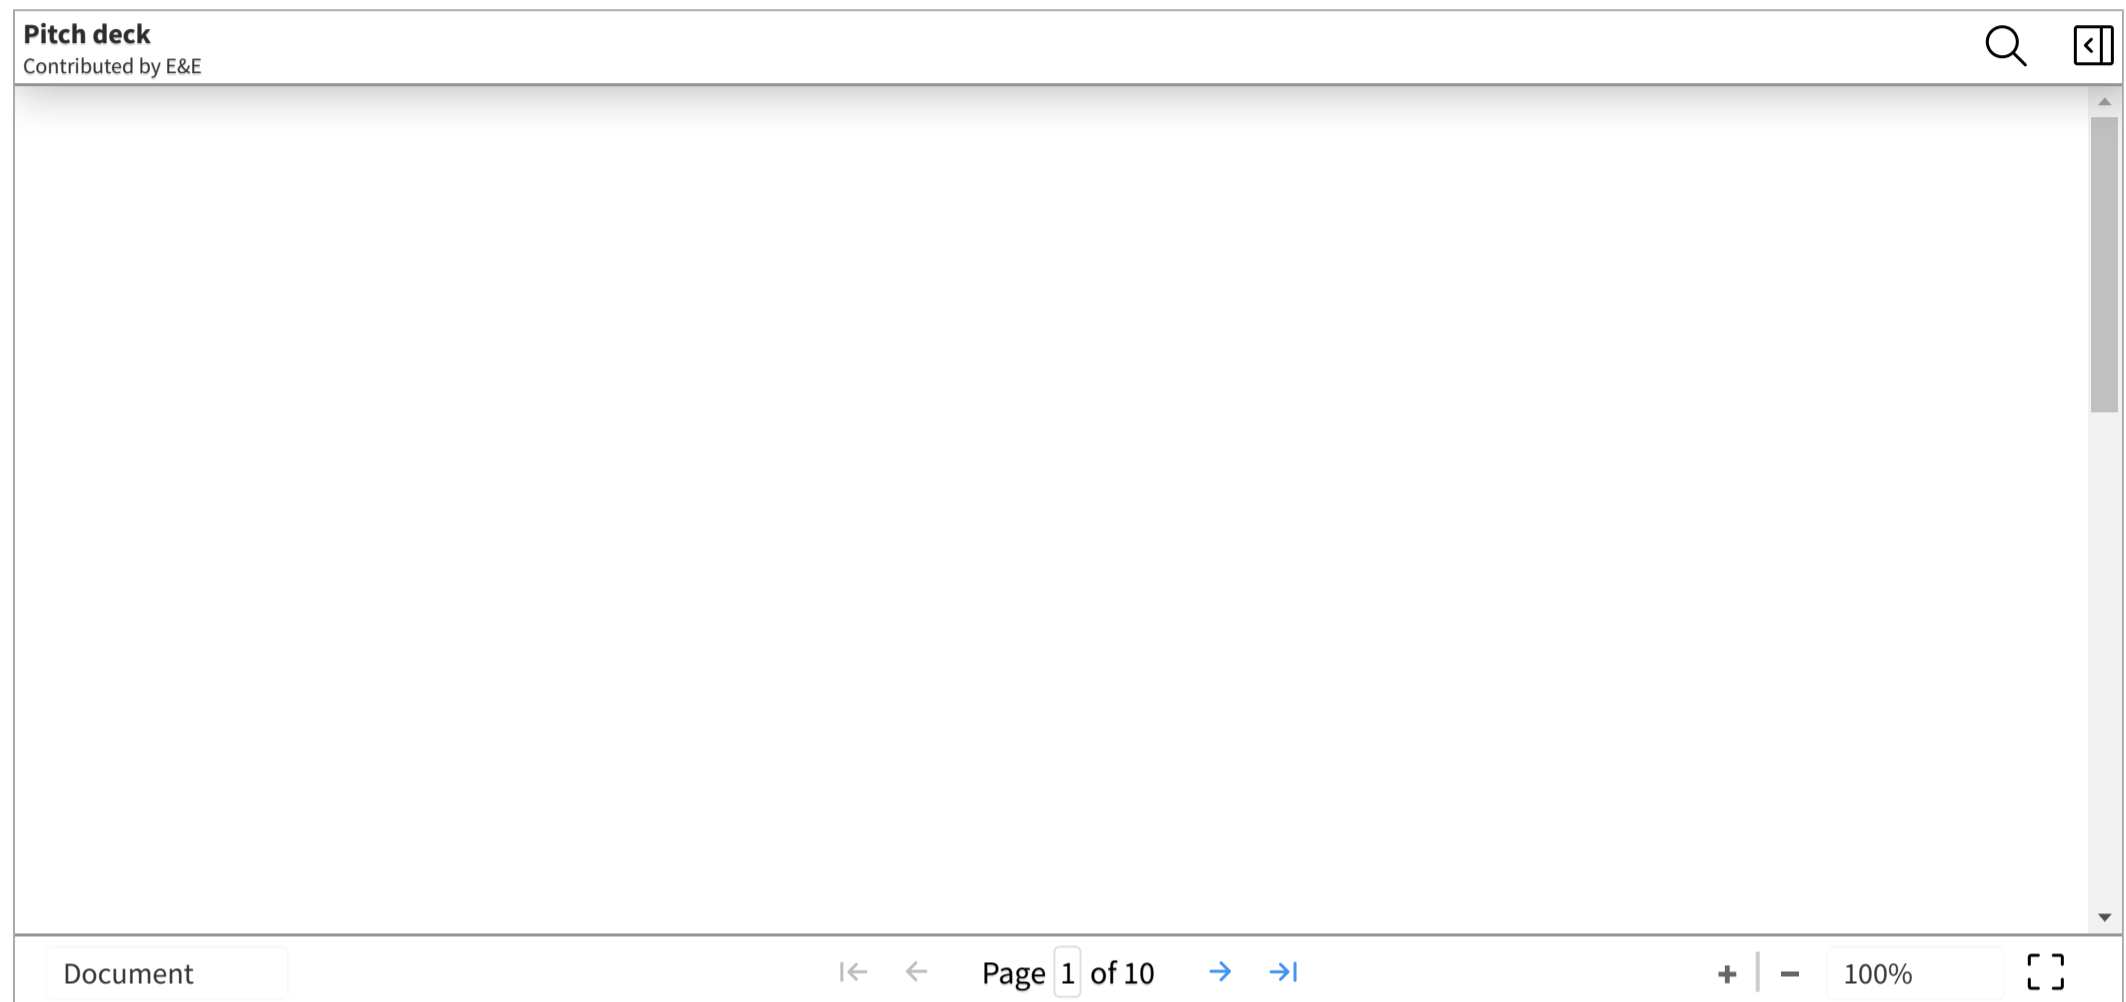 Pitch deck
Contributed by E&E
Document
Page 1 of 10
100%